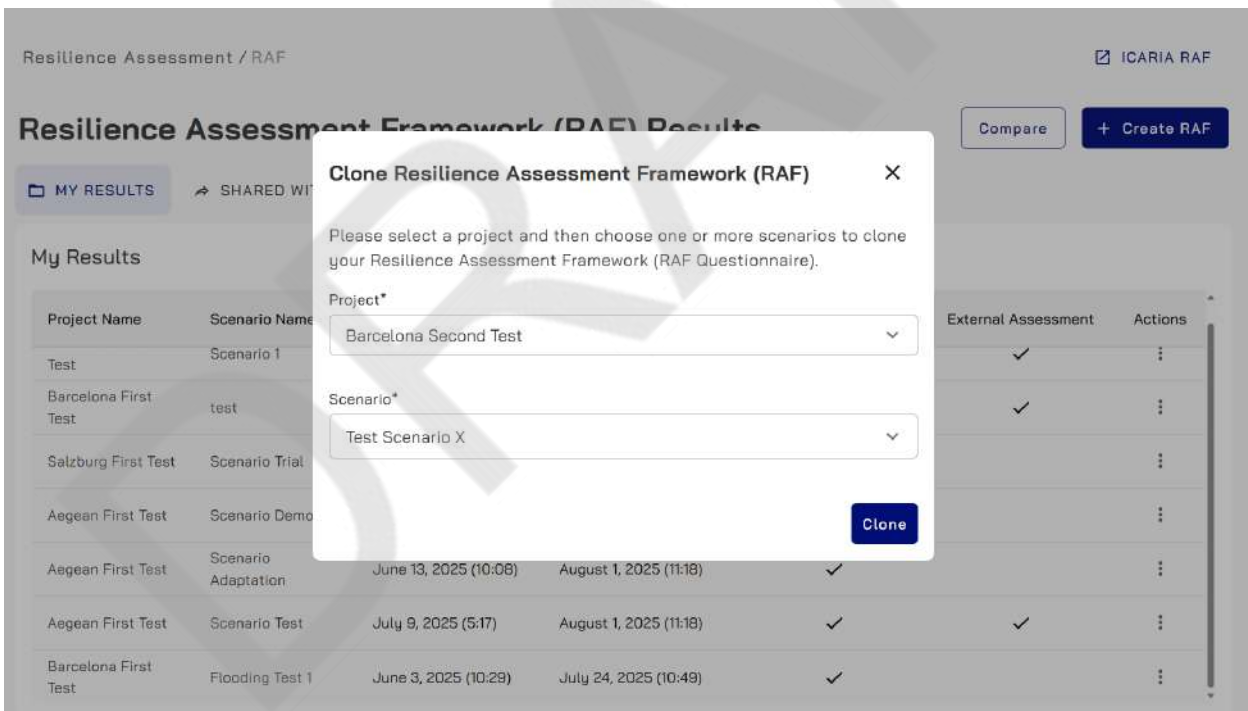 Resilience Assessment / RAF
ICARIA RAF
Resilience Assessment Framework (RAF) Results
Compare
+ Create RAF
MY RESULTS
SHARED WI
My Results
Project Name Scenario Name External Assessment Actions
Test Scenario 1
Barcelona First
Test
test
Salzburg First Test Scenario Trial
Aegean First Test Scenario Demo
Aegean First Test Scenario
Adaptation
June 13, 2025 (10:08) August 1, 2025 (11:18)
Aegean First Test Scenario Test July 9, 2025 (5:17) August 1, 2025 (11:18)
Barcelona First
Test
Flooding Test 1 June 3, 2025 (10:29) July 24, 2025 (10:49)
Clone Resilience Assessment Framework (RAF)
Please select a project and then choose one or more scenarios to clone
your Resilience Assessment Framework (RAF Questionnaire).
Project*
Barcelona Second Test
Scenario*
Test Scenario X
Clone